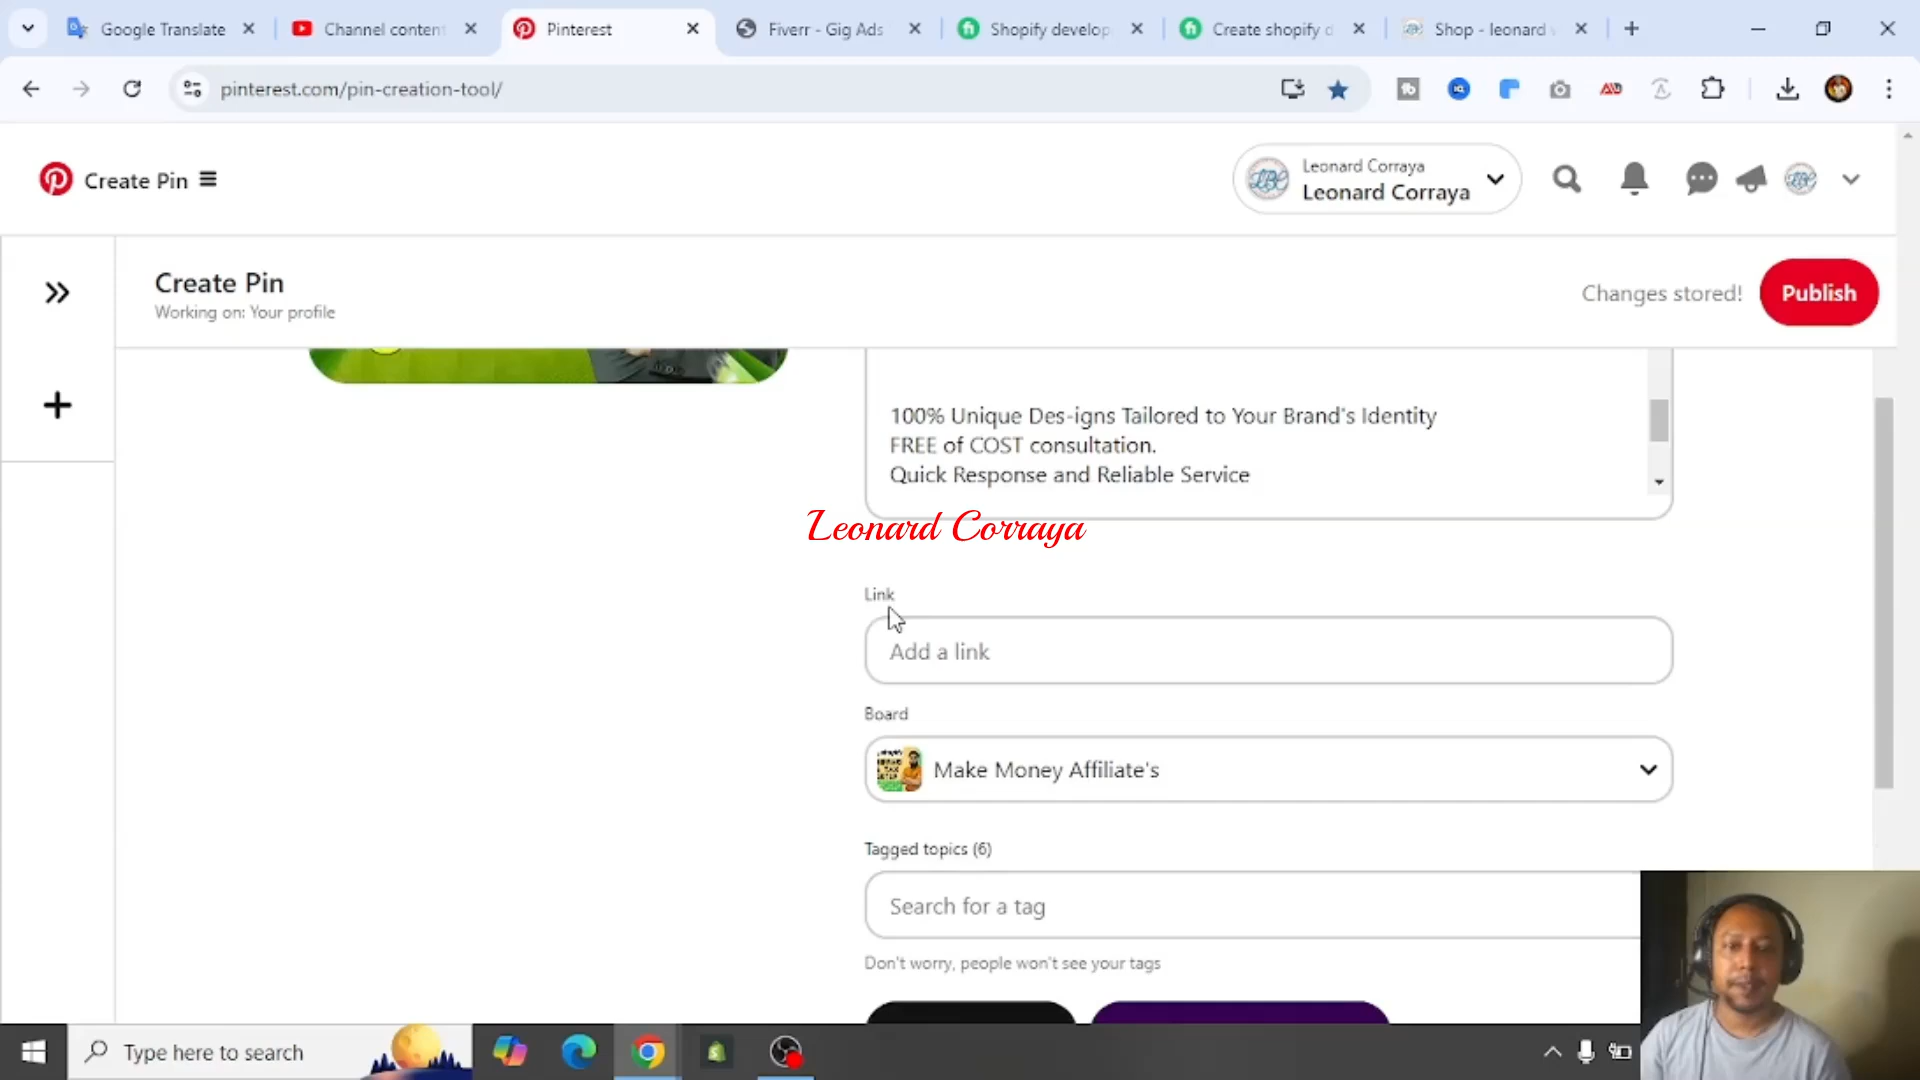 Google Translate
Channel content
Pinterest
Fiverr - Gig Ads
Shopify develop
Create shopify d
Shop - leonard
pinterest.com/pin-creation-tool/
Create Pin
Leonard Corraya
Leonard Corraya
Create Pin
Working on: Your profile
Changes stored!
Publish
100% Unique Des-igns Tailored to Your Brand's Identity
FREE of COST consultation.
Quick Response and Reliable Service
Leonard Corraya
Link
Add a link
Board
Make Money Affiliate's
Tagged topics (6)
Search for a tag
Don't worry, people won't see your tags
Type here to search